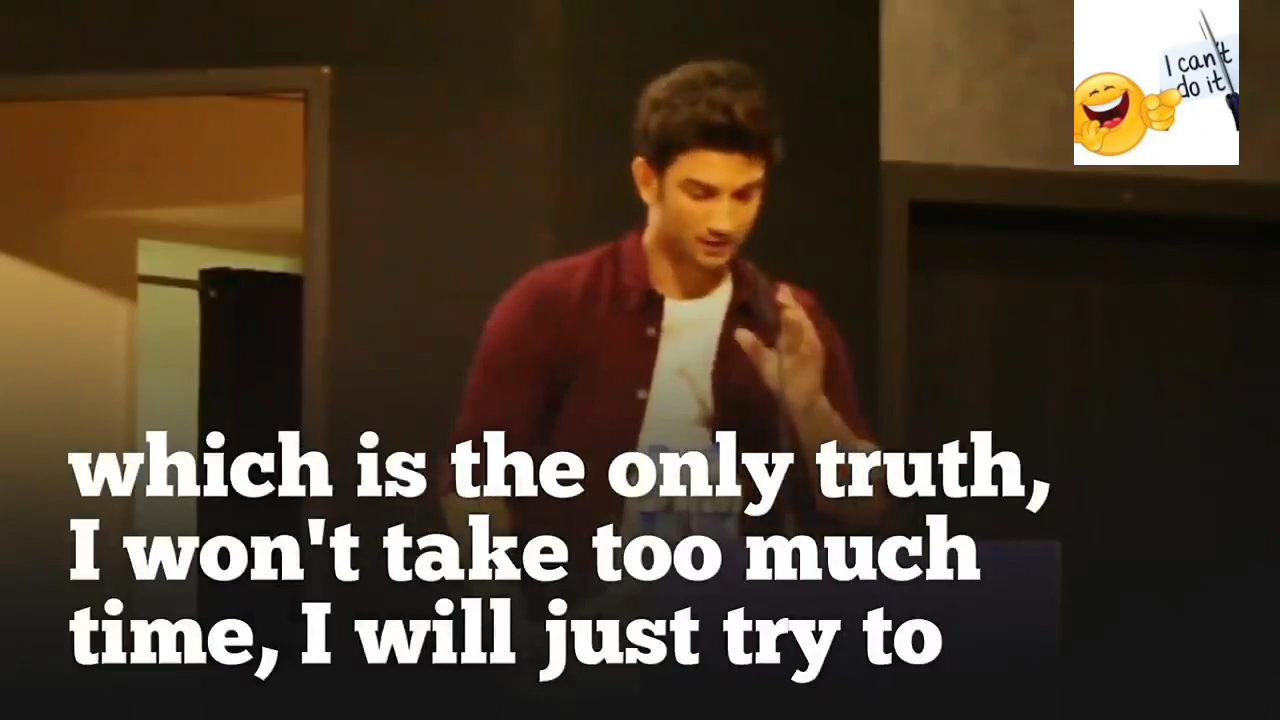 I can't
do it
which is the only truth,
I won't take too much
time, I will just try to